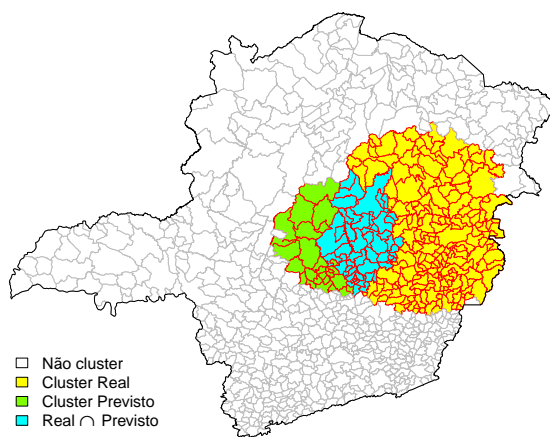 Não cluster
Cluster Real
Cluster Previsto
Real ∩ Previsto